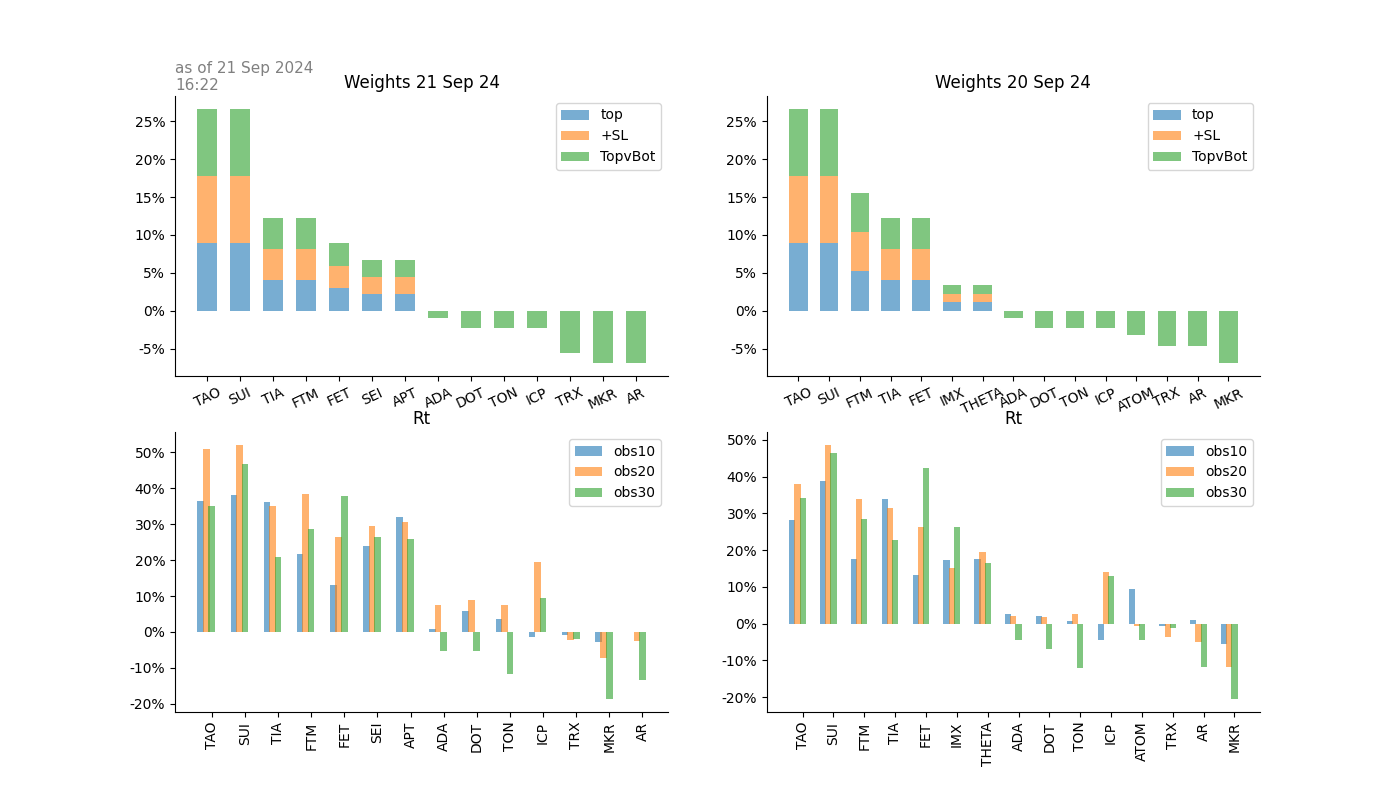 as of 21 Sep 2024
16:22
Weights 21 Sep 24
25%
20%
15%
10%
5%
0%
-5%
top
+SL
TopvBot
TAO SUI TIA FTM FET SEI APT ADA DOT TON ICP TRX MKR AR
Weights 20 Sep 24
25%
20%
15%
10%
5%
0%
-5%
top
+SL
TopvBot
TAO SUI FTM TIA FET IMX THETA ADA DOT TON ICP ATOM TRX AR MKR
Rt
50%
40%
30%
20%
10%
0%
-10%
-20%
obs10
obs20
obs30
TAO SUI TIA FTM FET SEI APT ADA DOT TON ICP TRX MKR AR
Rt
50%
40%
30%
20%
10%
0%
-10%
-20%
obs10
obs20
obs30
TAO SUI FTM TIA FET IMX THETA ADA DOT TON ICP ATOM TRX AR MKR